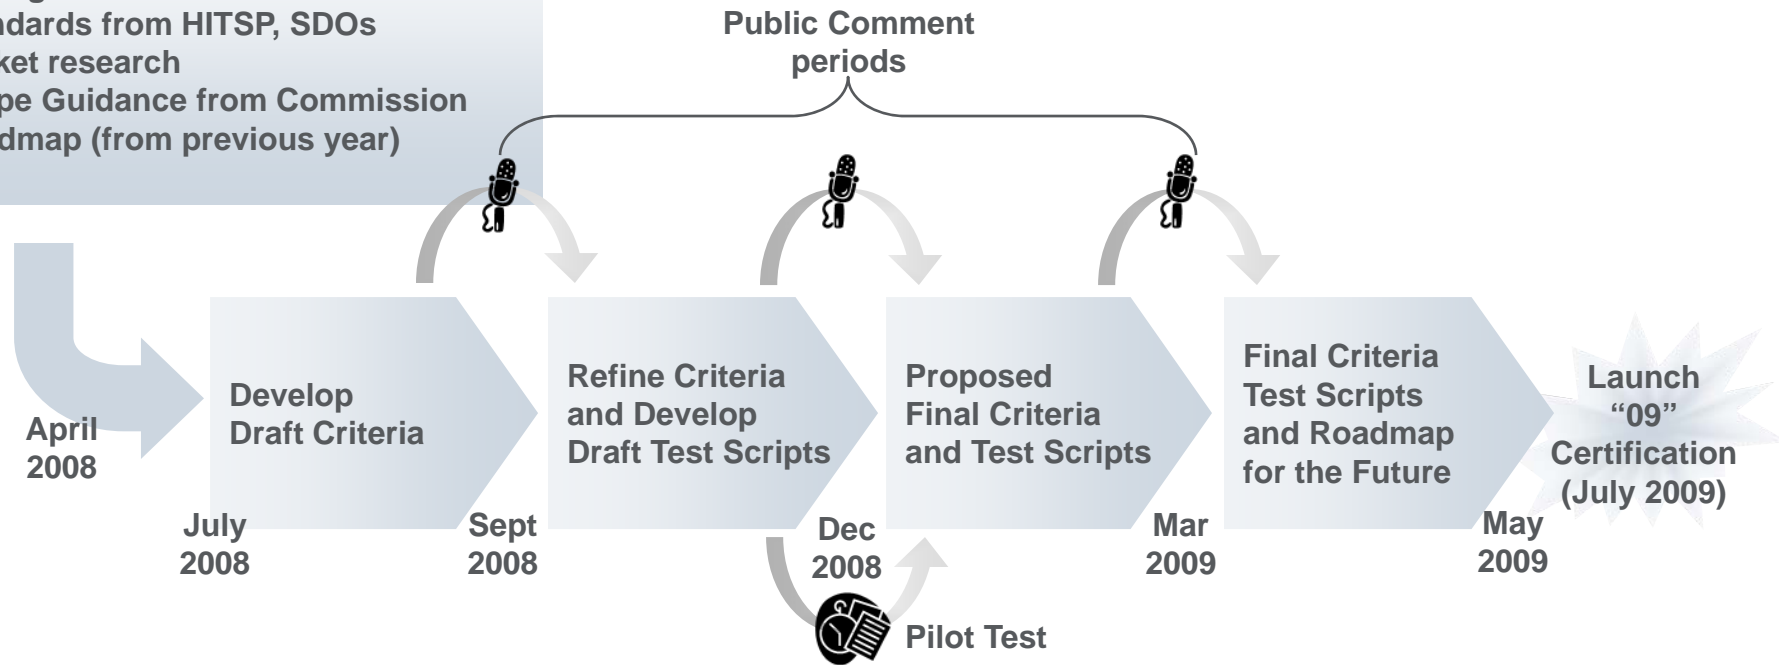 ndards from HITSP, SDOs
ket research
pe Guidance from Commission
dmap (from previous year)
Public Comment
periods
Develop
Draft Criteria
Refine Criteria
and Develop
Draft Test Scripts
Proposed
Final Criteria
and Test Scripts
Final Criteria
Test Scripts
and Roadmap
for the Future
Launch
“09”
Certification
(July 2009)
April
2008
July
2008
Sept
2008
Dec
2008
Mar
2009
May
2009
Pilot Test